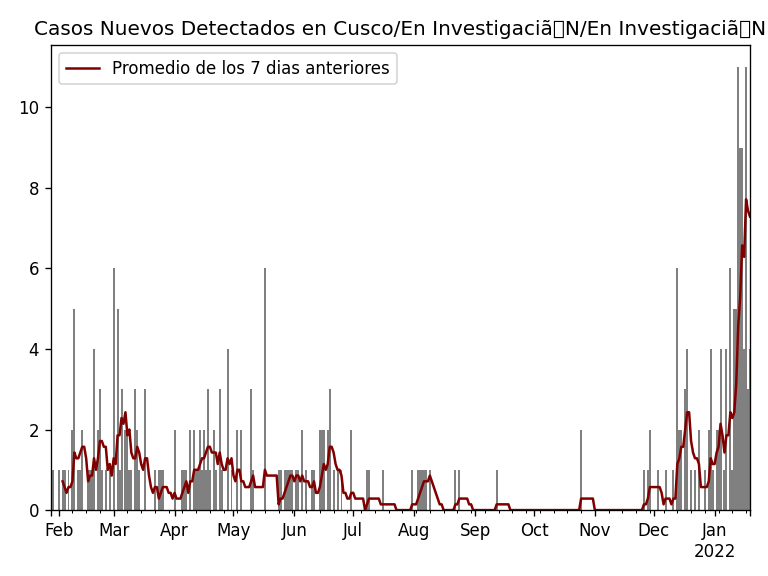 Casos Nuevos Detectados en Cusco/En Investigaciã▯N/En Investigaciã▯N
Promedio de los 7 dias anteriores
10
8
6
4
2
0
Feb Mar Apr May Jun Jul Aug Sep Oct Nov Dec Jan
2022